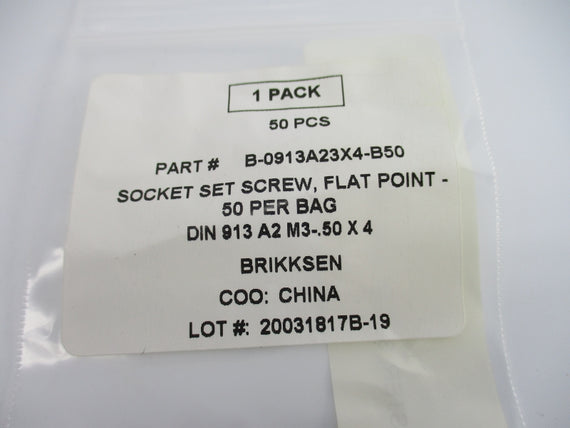 1 PACK
50 PCS
PART # B-0913A23X4-B50
SOCKET SET SCREW, FLAT POINT -
50 PER BAG
DIN 913 A2 M3-.50 X 4
BRIKKSEN
COO: CHINA
LOT #: 20031817B-19